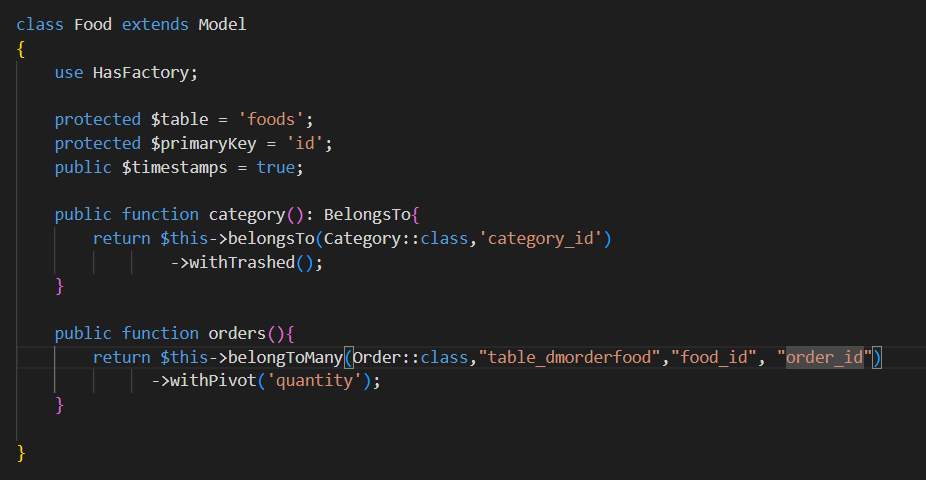 class Food extends Model
{
use HasFactory;
protected $table = 'foods';
protected $primaryKey = 'id';
public $timestamps = true;
public function category(): BelongsTo{
return $this->belongsTo(Category::class,'category_id')
->withTrashed();
}
public function orders(){
return $this->belongToMany(Order::class,"table_dmorderfood","food_id", "order_id")
->withPivot('quantity');
}
}